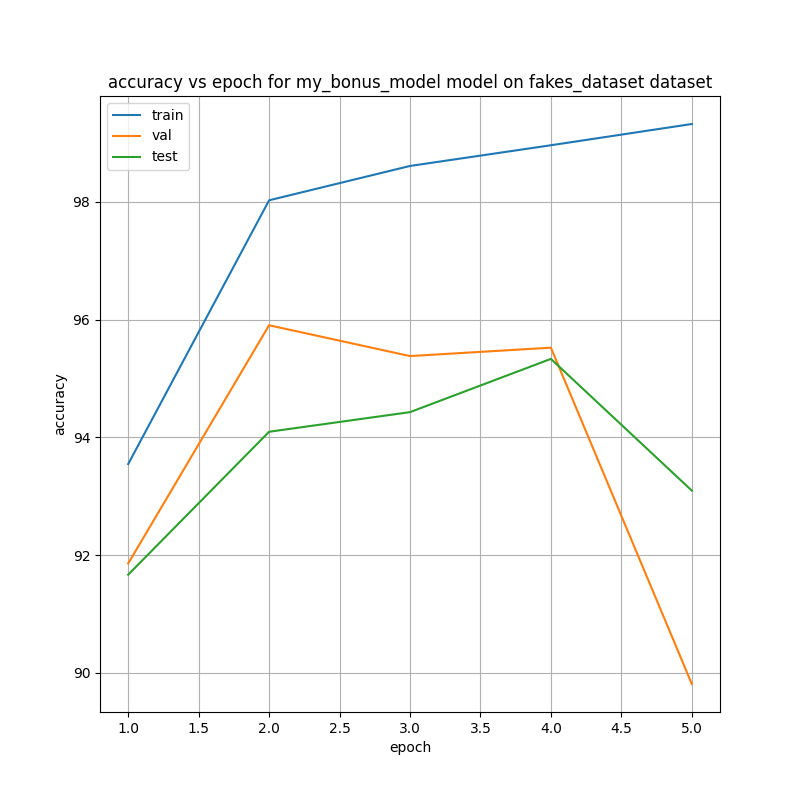 accuracy vs epoch for my_bonus_model model on fakes_dataset dataset
train
val
test
98
96
94
92
90
accuracy
1.0 1.5 2.0 2.5 3.0 3.5 4.0 4.5 5.0
epoch